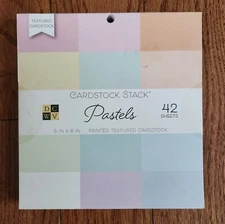 TEXTURED
CARDSTOCK
CARDSTOCK STACK
DCWV
Pastels
42
SHEETS
6 IN X 6 IN
PRINTED TEXTURED CARDSTOCK